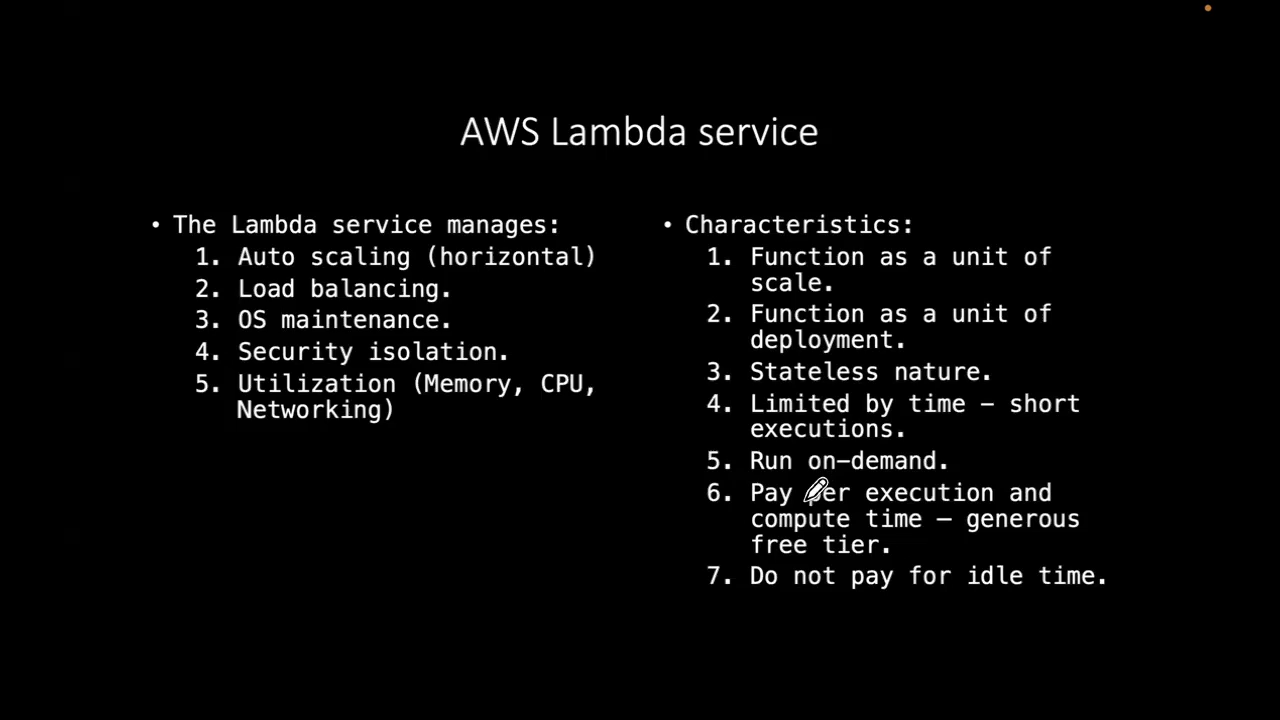 AWS Lambda service
• The Lambda service manages:
1. Auto scaling (horizontal)
2. Load balancing.
3. OS maintenance.
4. Security isolation.
5. Utilization (Memory, CPU,
Networking)
• Characteristics:
1. Function as a unit of
scale.
2. Function as a unit of
deployment.
3. Stateless nature.
4. Limited by time – short
executions.
5. Run on-demand.
6. Pay per execution and
compute time – generous
free tier.
7. Do not pay for idle time.